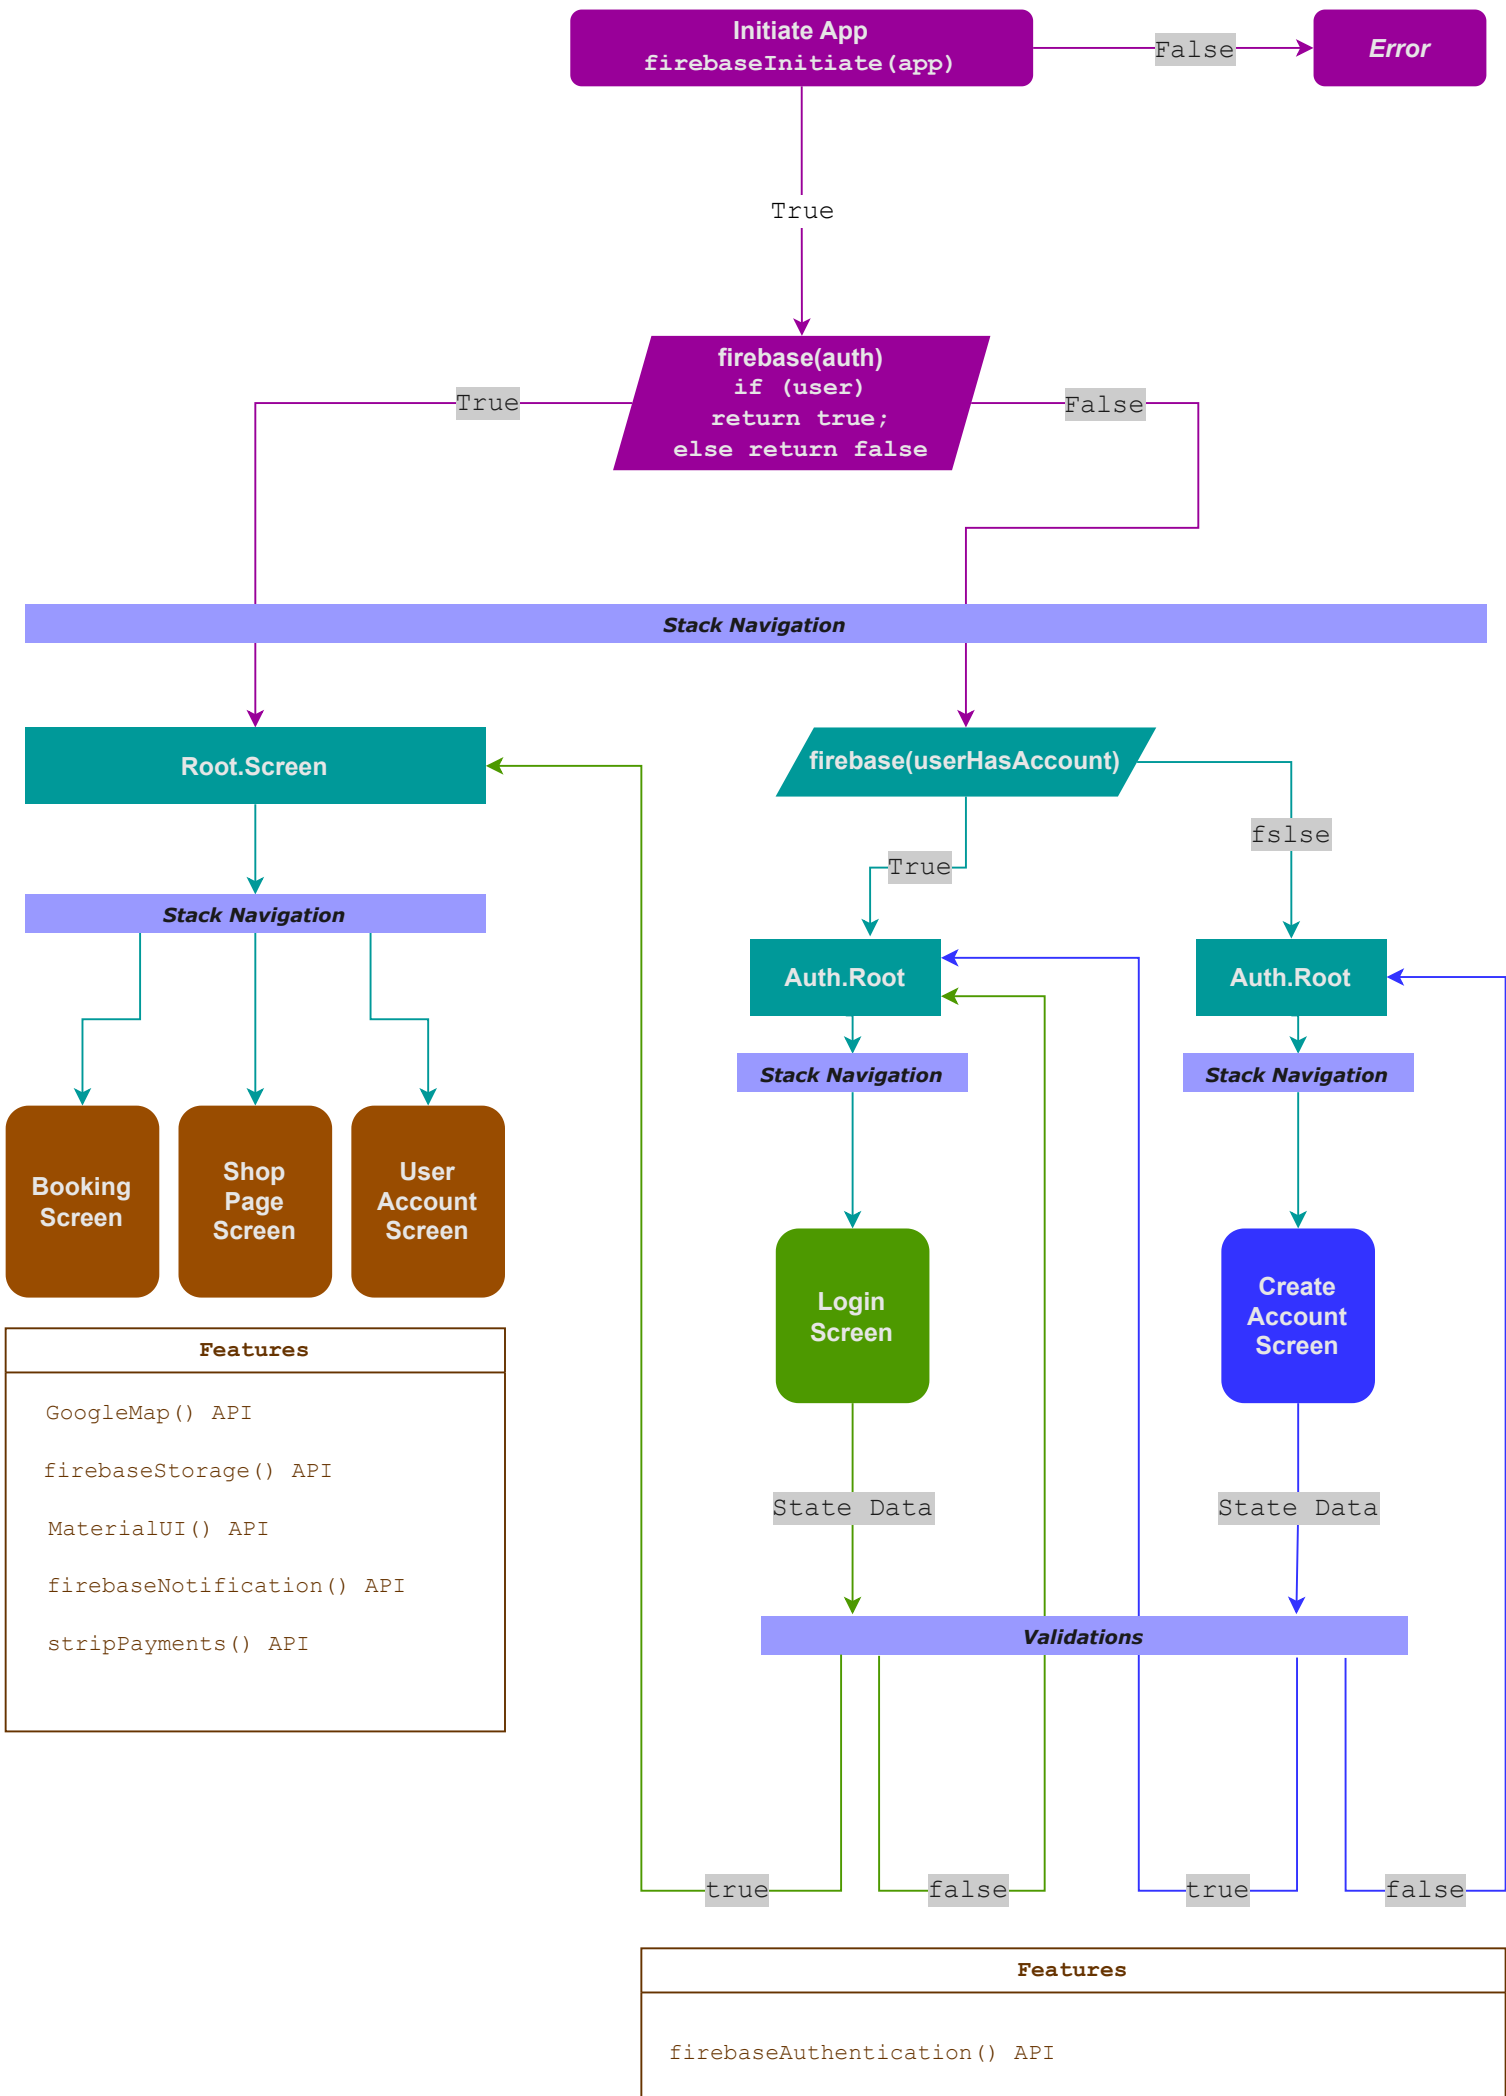 Initiate App
firebaseInitiate(app)
False
Error
True
firebase(auth)
if (user)
return true;
else return false
True
False
Stack Navigation
Root.Screen
firebase(userHasAccount)
fslse
True
Stack Navigation
Auth.Root
Auth.Root
Stack Navigation
Stack Navigation
Booking
Screen
Shop
Page
Screen
User
Account
Screen
Login
Screen
Create
Account
Screen
Features
GoogleMap() API
firebaseStorage() API
MaterialUI() API
firebaseNotification() API
stripPayments() API
State Data
State Data
Validations
true
false
true
false
Features
firebaseAuthentication() API